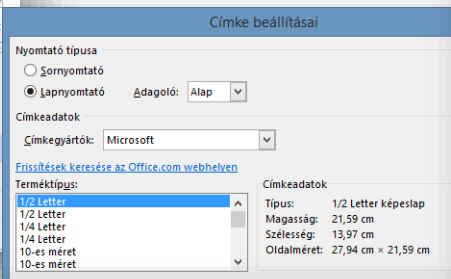 Címke beállításai
Nyomtató típusa
Sornyomtató
Lapnyomtató Adagoló: Alap
Címkeadatok
Címkegyártók: Microsoft
Frissítések keresése az Office.com webhelyen
Terméktípus: Címkeadatok
1/2 Letter Típus: 1/2 Letter képeslap
1/2 Letter Magasság: 21,59 cm
1/4 Letter Szélesség: 13,97 cm
1/4 Letter Oldalméret: 27,94 cm × 21,59 cm
10-es méret
10-es méret